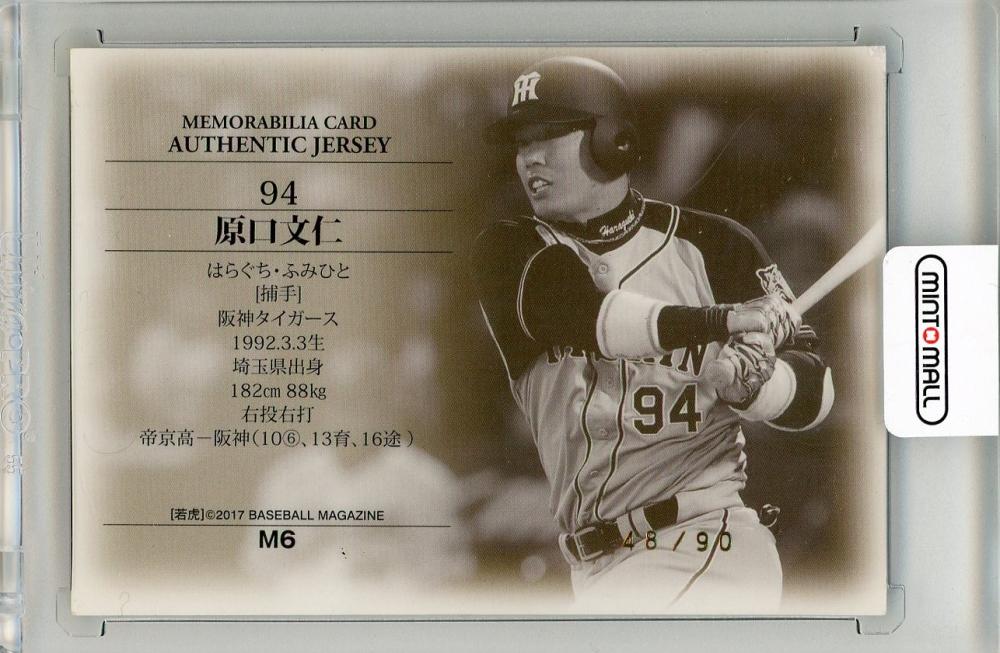 MEMORABILIA CARD
AUTHENTIC JERSEY
94
原口文仁
はらぐち・ふみひと
[捕手]
阪神タイガース
1992.3.3生
埼玉県出身
182cm 88kg
右投右打
帝京高－阪神(10⑥、13育、16途)
[若虎]©2017 BASEBALL MAGAZINE
M6
Haraguchi
94
48/90
MINT MALL